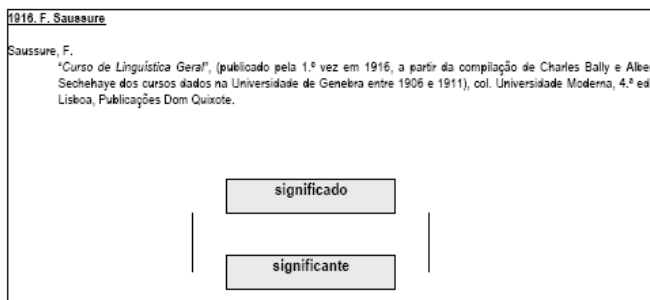 1916. F. Saussure
Saussure, F.
"Curso de Linguística Geral", (publicado pela 1.ª vez em 1916, a partir da compilação de Charles Bally e Albe
Sechehaye dos cursos dados na Universidade de Genebra entre 1906 e 1911), col. Universidade Moderna, 4.ª ed
Lisboa, Publicações Dom Quixote.
significado
significante